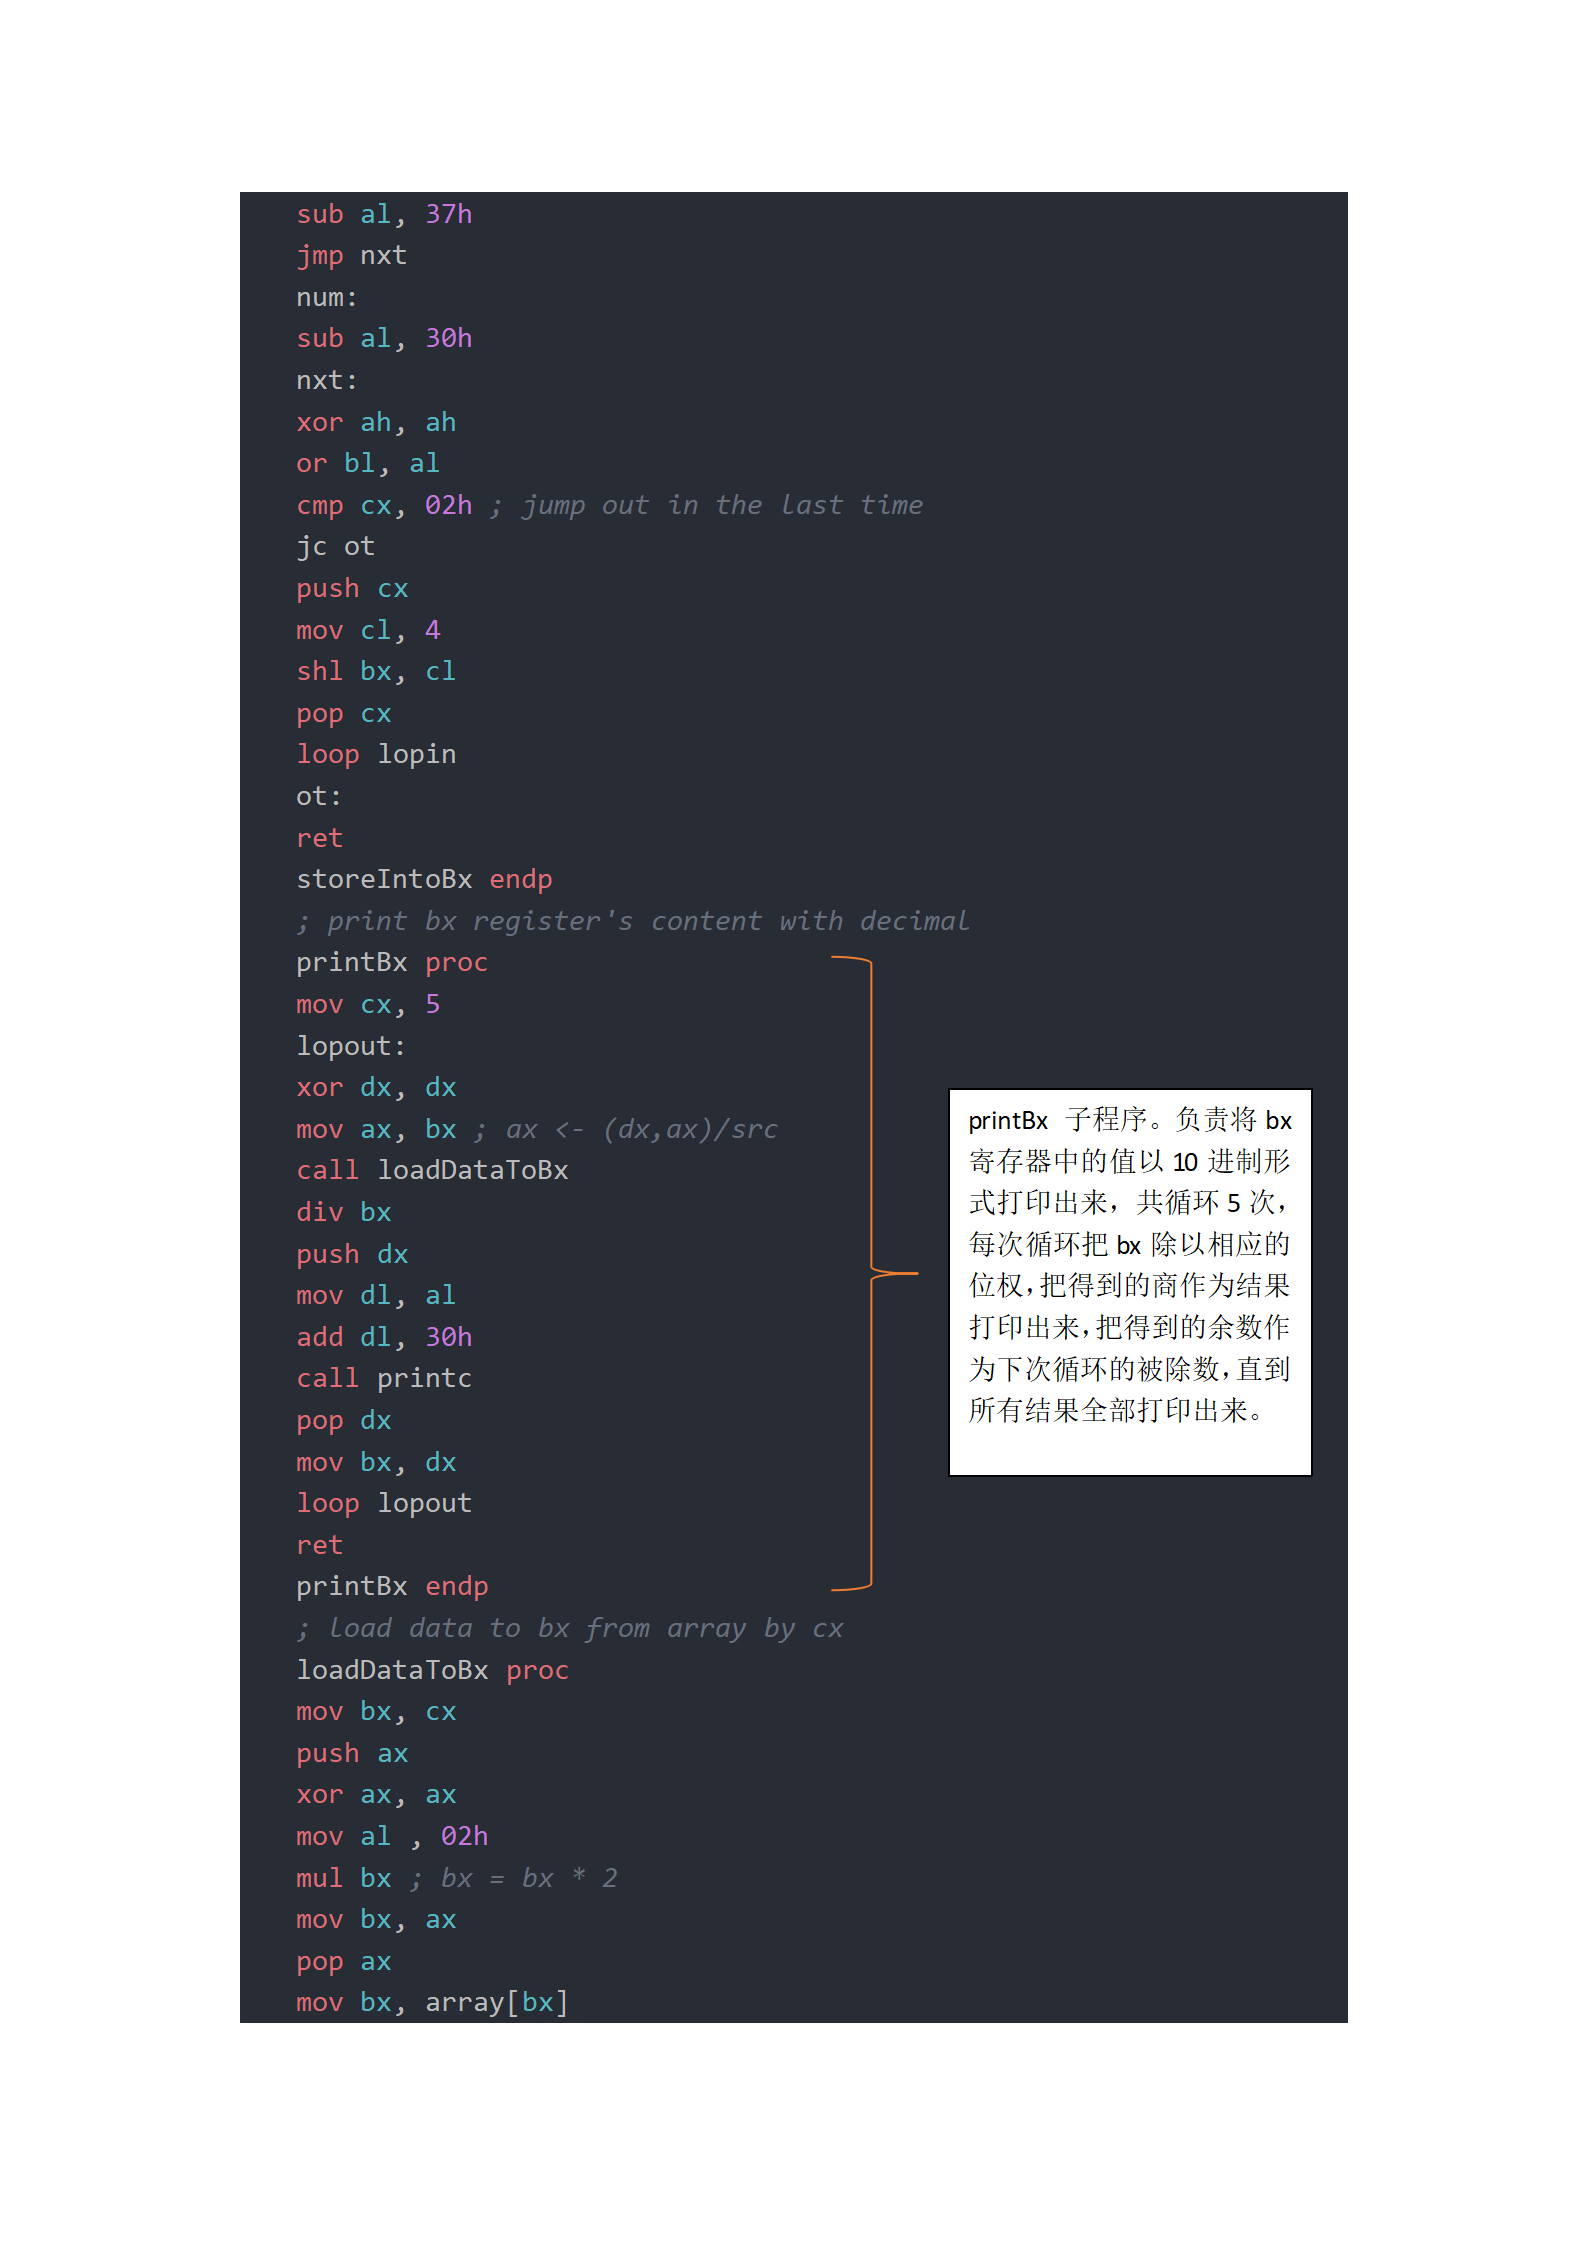 sub al, 37h
jmp nxt
num:
sub al, 30h
nxt:
xor ah, ah
or bl, al
cmp cx, 02h ; jump out in the last time
jc ot
push cx
mov cl, 4
shl bx, cl
pop cx
loop lopin
ot:
ret
storeIntoBx endp
; print bx register's content with decimal
printBx proc
mov cx, 5
lopout:
xor dx, dx
mov ax, bx ; ax <- (dx,ax)/src
call loadDataToBx
div bx
push dx
mov dl, al
add dl, 30h
call printc
pop dx
mov bx, dx
loop lopout
ret
printBx endp
; load data to bx from array by cx
loadDataToBx proc
mov bx, cx
push ax
xor ax, ax
mov al , 02h
mul bx ; bx = bx * 2
mov bx, ax
pop ax
mov bx, array[bx]
printBx 子程序。负责将 bx
寄存器中的值以 10 进制形
式打印出来，共循环 5 次，
每次循环把 bx 除以相应的
位权，把得到的商作为结果
打印出来，把得到的余数作
为下次循环的被除数，直到
所有结果全部打印出来。